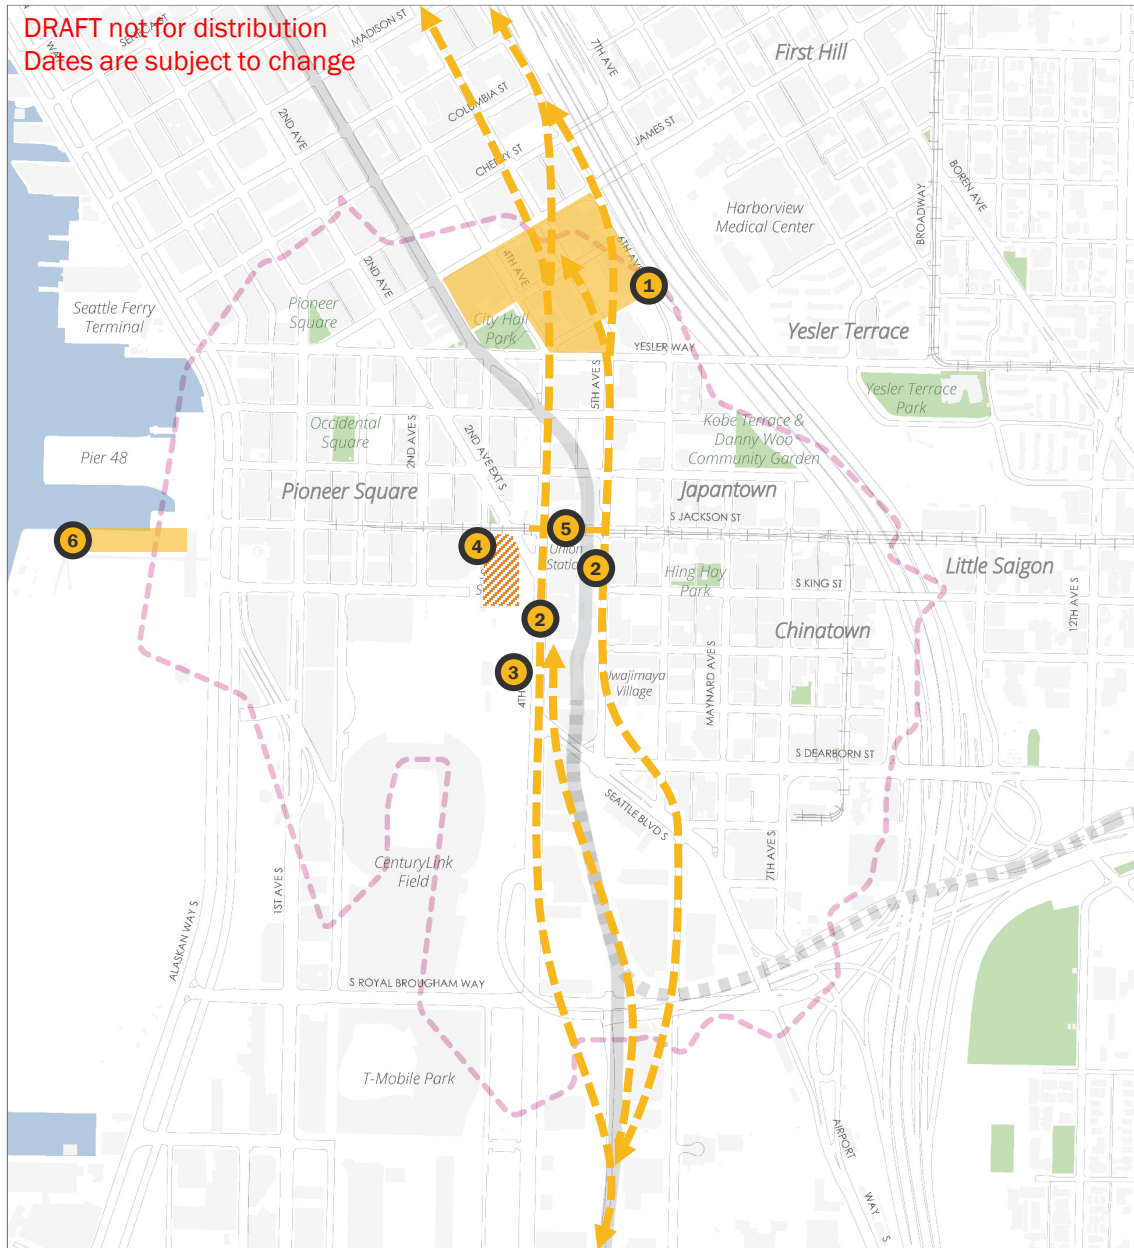 DRAFT not for distribution
Dates are subject to change
MADISON ST
7TH AVE
First Hill
COLUMBIA ST
2ND AVE
JAMES ST
CHERRY ST
BOREN AVE
BROADWAY
Harborview
Medical Center
6TH AVE
4TH AVE
2ND AVE
1
Seattle Ferry
Terminal
Pioneer
Square
City Hall
Park
Yesler Terrace
YESLER WAY
5TH AVE S
Yesler Terrace
Park
Occidental
Square
2ND AVE S
2ND AVE EXT S
Kobe Terrace &
Danny Woo
Community Garden
Pier 48
Pioneer Square
Japantown
S JACKSON ST
6
4
5
Union
Station
2
Hing Hay
Park
S KING ST
Little Saigon
12TH AVE S
2
Chinatown
3
4TH
Uwajimaya
Village
MAYNARD AVE S
S DEARBORN ST
SEATTLE BLVD S
7TH AVE S
CenturyLink
Field
1ST AVE S
ALASKAN WAY S
S ROYAL BROUGHAM WAY
T-Mobile Park
AIRPORT
WAY
S